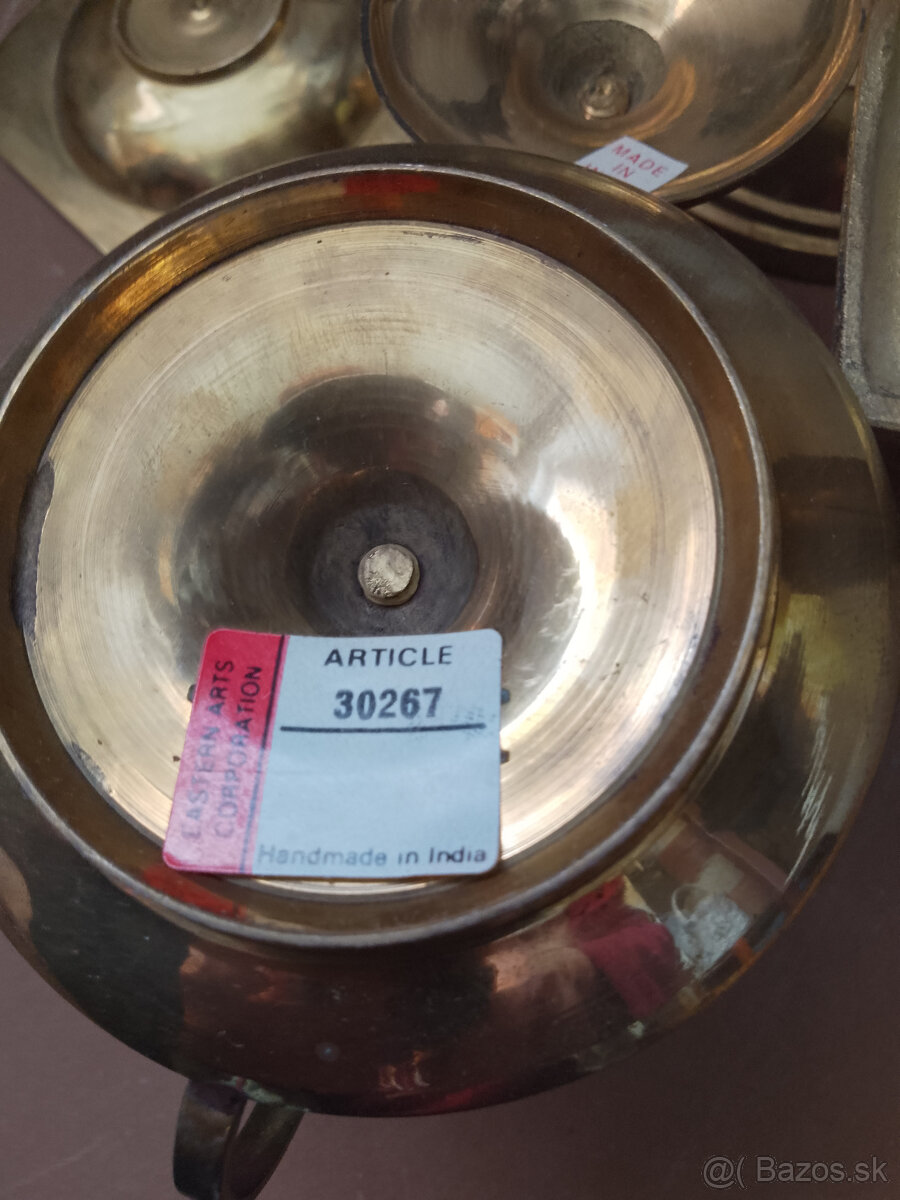 MADE
IN
EASTERN ARTS
CORPORATION
ARTICLE
30267
Handmade in India
@( Bazos.sk